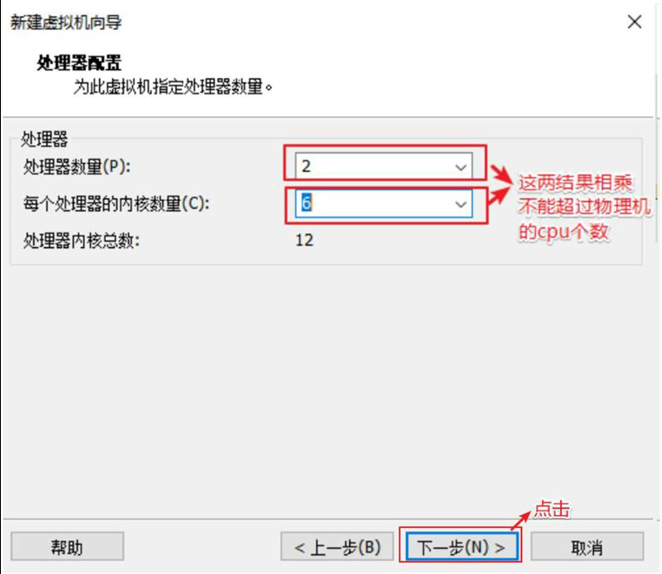 新建虚拟机向导
处理器配置
为此虚拟机指定处理器数量。
处理器
处理器数量(P):
2
每个处理器的内核数量(C):
6
处理器内核总数:
12
这两结果相乘
不能超过物理机
的cpu个数
点击
帮助
< 上一步(B)
下一步(N) >
取消